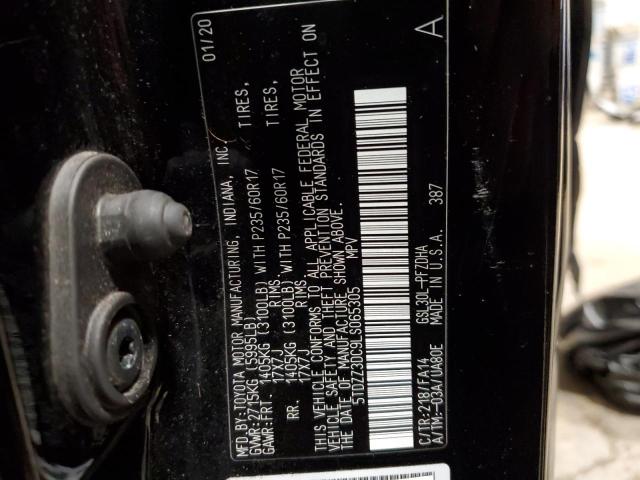 MFD.BY:TOYOTA MOTOR MANUFACTURING, INDIANA, INC. 01/20
GVWR:2715KG (5995LB)
GAWR:FRT. 1405KG (3100LB) WITH P235/60R17 TIRES,
17X7J RIMS
RR. 1405KG (3100LB) WITH P235/60R17 TIRES,
17X7J RIMS
THIS VEHICLE CONFORMS TO ALL APPLICABLE FEDERAL MOTOR
VEHICLE SAFETY AND THEFT PREVENTION STANDARDS IN EFFECT ON
THE DATE OF MANUFACTURE SHOWN ABOVE.
5TDZZ3DC9LS065305 MPV A
C/TR:218/FA14 GSL30L-PFZDHA
A/TM:-03A/UA80E MADE IN U.S.A. 387